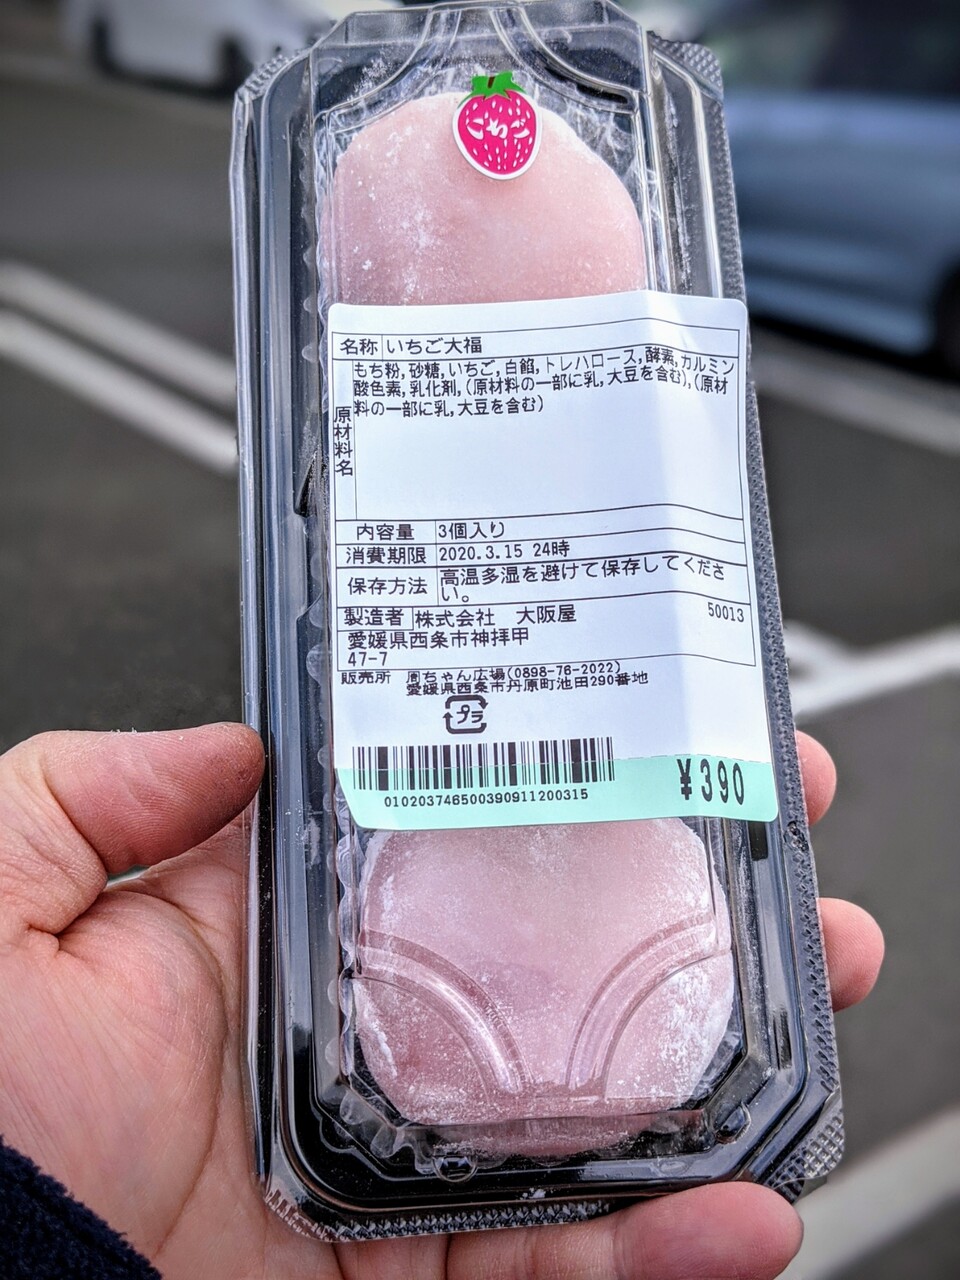 いちご
名称 いちご大福
原材料名
もち粉,砂糖,いちご,白餡,トレハロース,酵素,カルミン
酸色素,乳化剤,(原材料の一部に乳,大豆を含む),(原材
料の一部に乳,大豆を含む)
内容量 3個入り
消費期限 2020.3.15 24時
保存方法 高温多湿を避けて保存してくださ
い。
製造者 株式会社 大阪屋 50013
愛媛県西条市神拝甲
47-7
販売所 周ちゃん広場(0898-76-2022)
愛媛県西条市丹原町池田290番地
プラ
¥390
010203746500390911200315